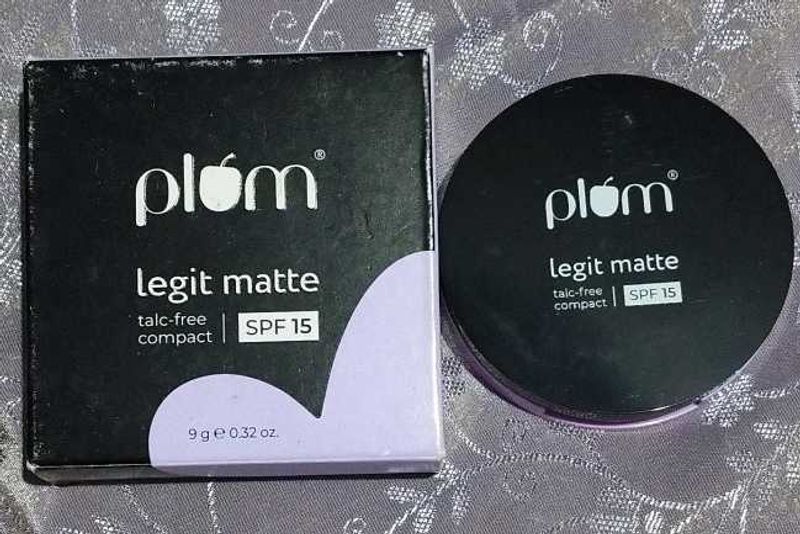 plum®
legit matte
talc-free
compact
SPF 15
9 g ℮ 0.32 oz.
plum®
legit matte
talc-free
compact
SPF 15